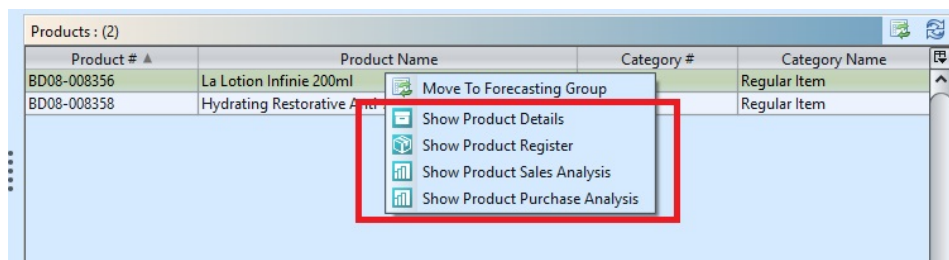 Products : (2)
Product # Product Name Category # Category Name
BD08-008356 La Lotion Infinie 200ml Regular Item
BD08-008358 Hydrating Restorative Regular Item
Move To Forecasting Group
Show Product Details
Show Product Register
Show Product Sales Analysis
Show Product Purchase Analysis